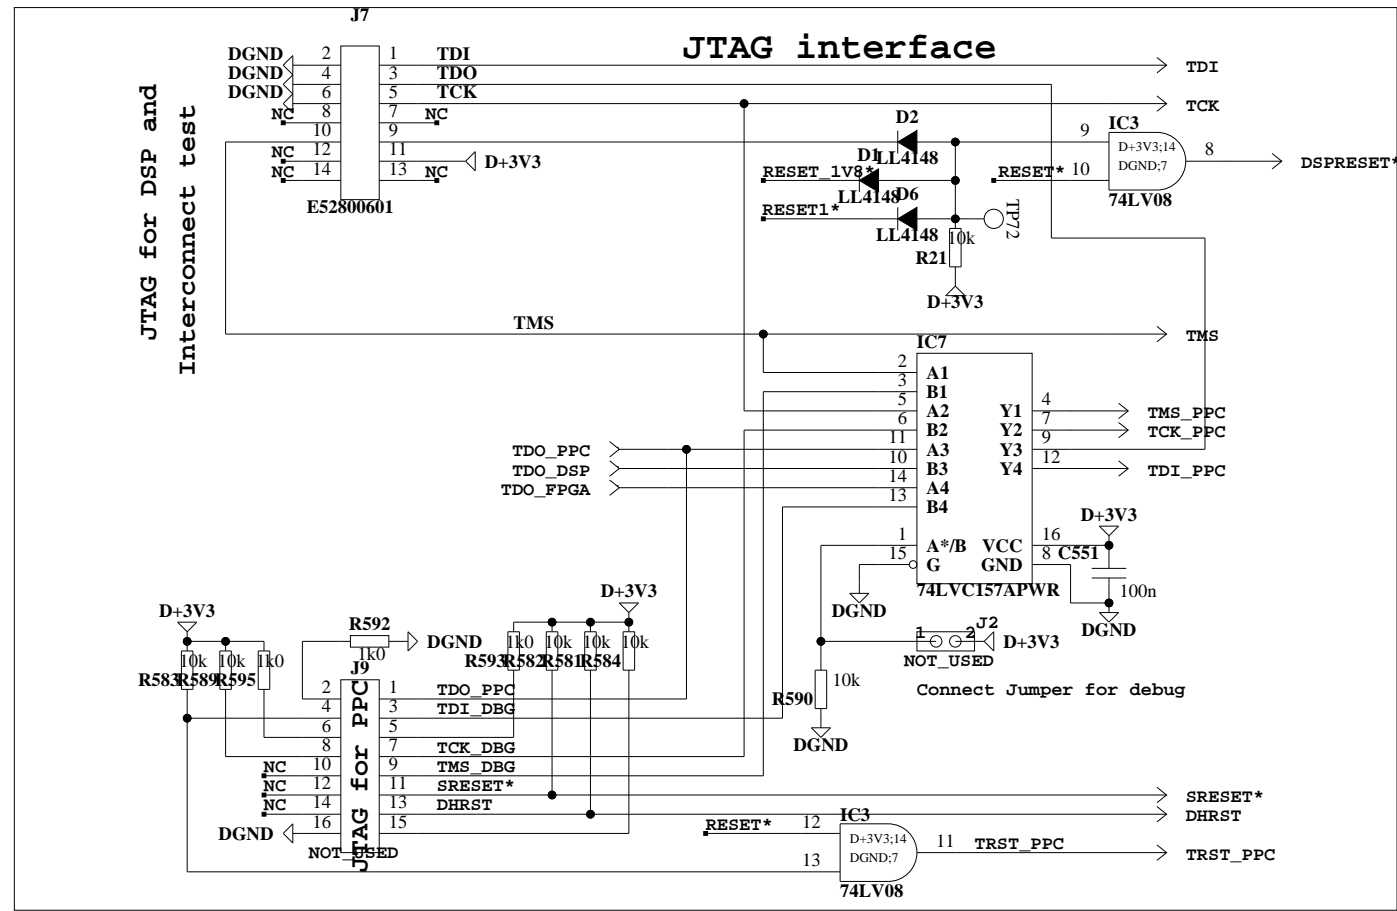 J7
JTAG interface
DGND 2 1 TDI
TDI
DGND 4 3 TDO
DGND 6 5 TCK
TCK
NC 8 7 NC
10 9
NC 12 11 D+3V3
NC 14 13 NC
E52800601
JTAG for DSP and
Interconnect test
D2
LL4148
D1
RESET_1V8*
LL4148
D6
RESET1*
LL4148
TP72
10k
R21
D+3V3
9 IC3
D+3V3;14
DGND;7
8 DSPRESET*
RESET* 10
74LV08
TMS
TMS
IC7
2 A1
3 B1
5 A2 Y1 4 TMS_PPC
6 B2 Y2 7 TCK_PPC
TDO_PPC 11 A3 Y3 9
TDO_DSP 10 B3 Y4 12 TDI_PPC
TDO_FPGA 14 A4
13 B4
D+3V3
1 A*/B VCC 16
15 G GND 8 C551
100n
74LVC157APWR
DGND
DGND
J2
1 2 D+3V3
NOT_USED
Connect Jumper for debug
R590 10k
DGND
D+3V3
10k 10k 1k0
R583 R589 R595
R592
1k0
DGND
D+3V3
1k0 10k 10k 10k
R593 R582 R581 R584
J9
JTAG for PPC
2 1 TDO_PPC
4 3 TDI_DBG
6 5
8 7 TCK_DBG
NC 10 9 TMS_DBG
NC 12 11 SRESET*
SRESET*
NC 14 13 DHRST
DHRST
DGND 16 15
NOT_USED
RESET* 12 IC3
D+3V3;14
DGND;7
11 TRST_PPC
TRST_PPC
13
74LV08